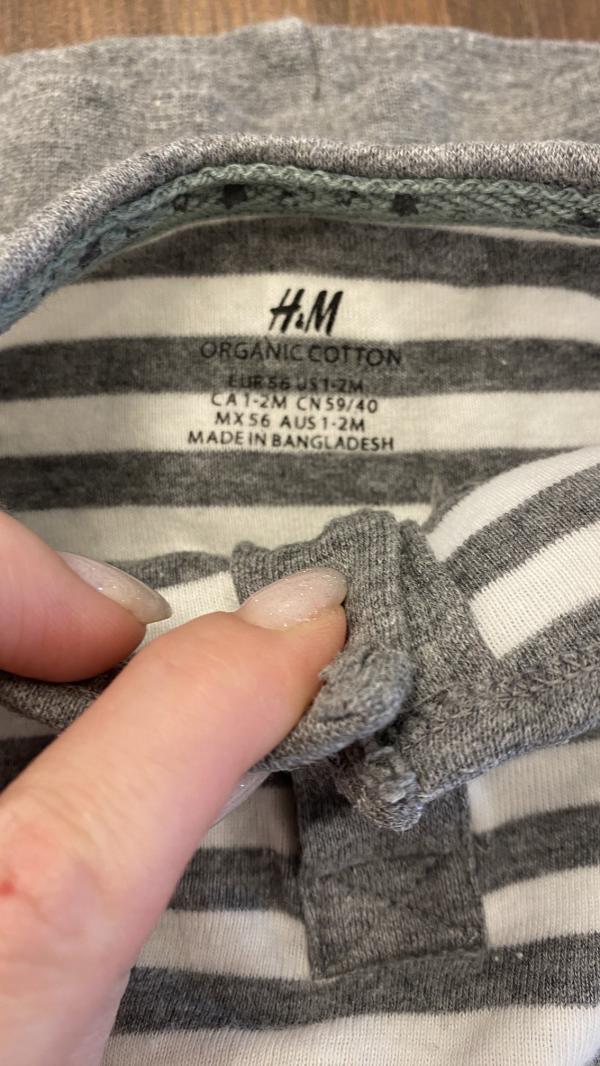 H&M
ORGANIC COTTON
EUR 56 US 1-2M
CA 1-2M CN 59/40
MX 56 AUS 1-2M
MADE IN BANGLADESH